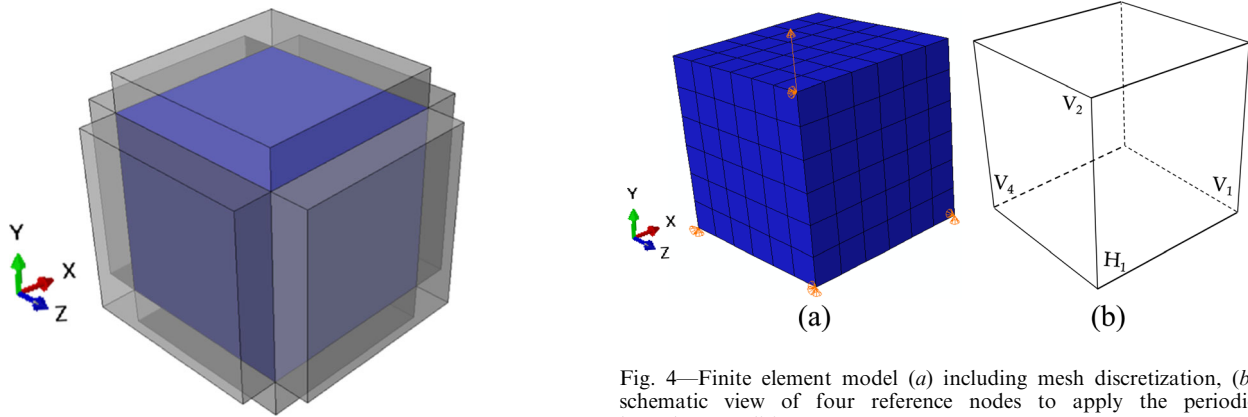 Y
X
Z
Y
X
Z
V2
V4
V1
H1
(a)
(b)
Fig. 4—Finite element model (a) including mesh discretization, (b
schematic view of four reference nodes to apply the periodi